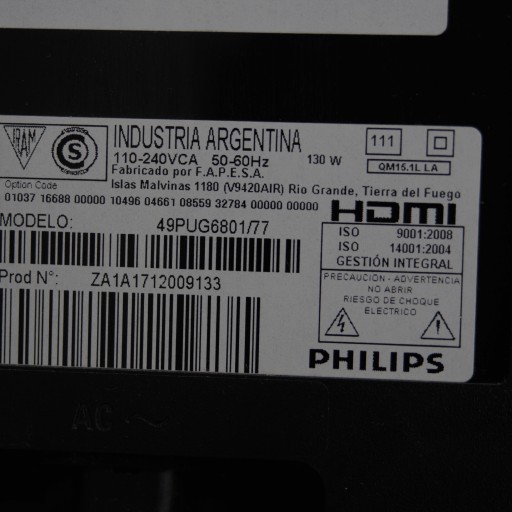 IRAM
S
INDUSTRIA ARGENTINA
110-240VCA 50-60Hz 130 W
Fabricado por F.A.P.E.S.A.
Islas Malvinas 1180 (V9420AIR) Rio Grande, Tierra del Fuego
111
QM15.1L LA
Option Code
01037 16688 00000 10496 04661 08559 32784 00000 00000
HDMI
MODELO: 49PUG6801/77
ISO 9001:2008
ISO 14001:2004
GESTIÓN INTEGRAL
Prod N°: ZA1A1712009133
PRECAUCIÓN - ADVERTENCIA
NO ABRIR
RIESGO DE CHOQUE
ELECTRICO
PHILIPS
AC ~